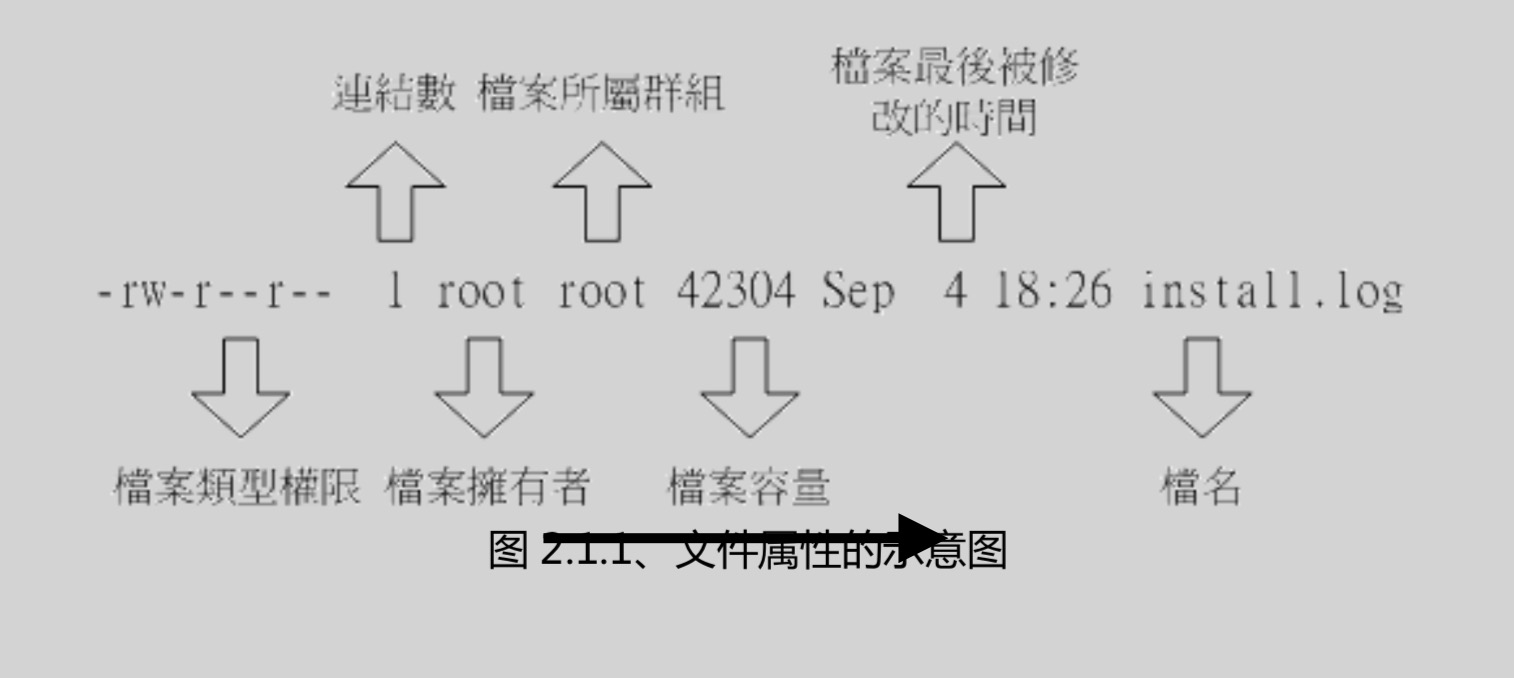 連結數 檔案所屬群組 檔案最後被修
改的時間
-rw-r--r-- 1 root root 42304 Sep 4 18:26 install.log
檔案類型權限 檔案擁有者 檔案容量 檔名
图 2.1.1、文件属性的示意图